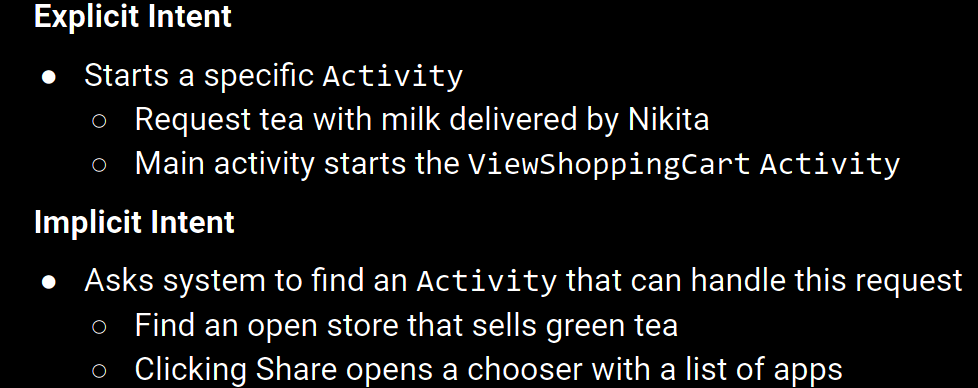 Explicit Intent
● Starts a specific Activity
○ Request tea with milk delivered by Nikita
○ Main activity starts the ViewShoppingCart Activity
Implicit Intent
● Asks system to find an Activity that can handle this request
○ Find an open store that sells green tea
○ Clicking Share opens a chooser with a list of apps